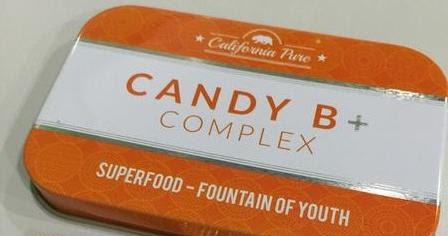 California Pure
CANDY B+
COMPLEX
SUPERFOOD - FOUNTAIN OF YOUTH